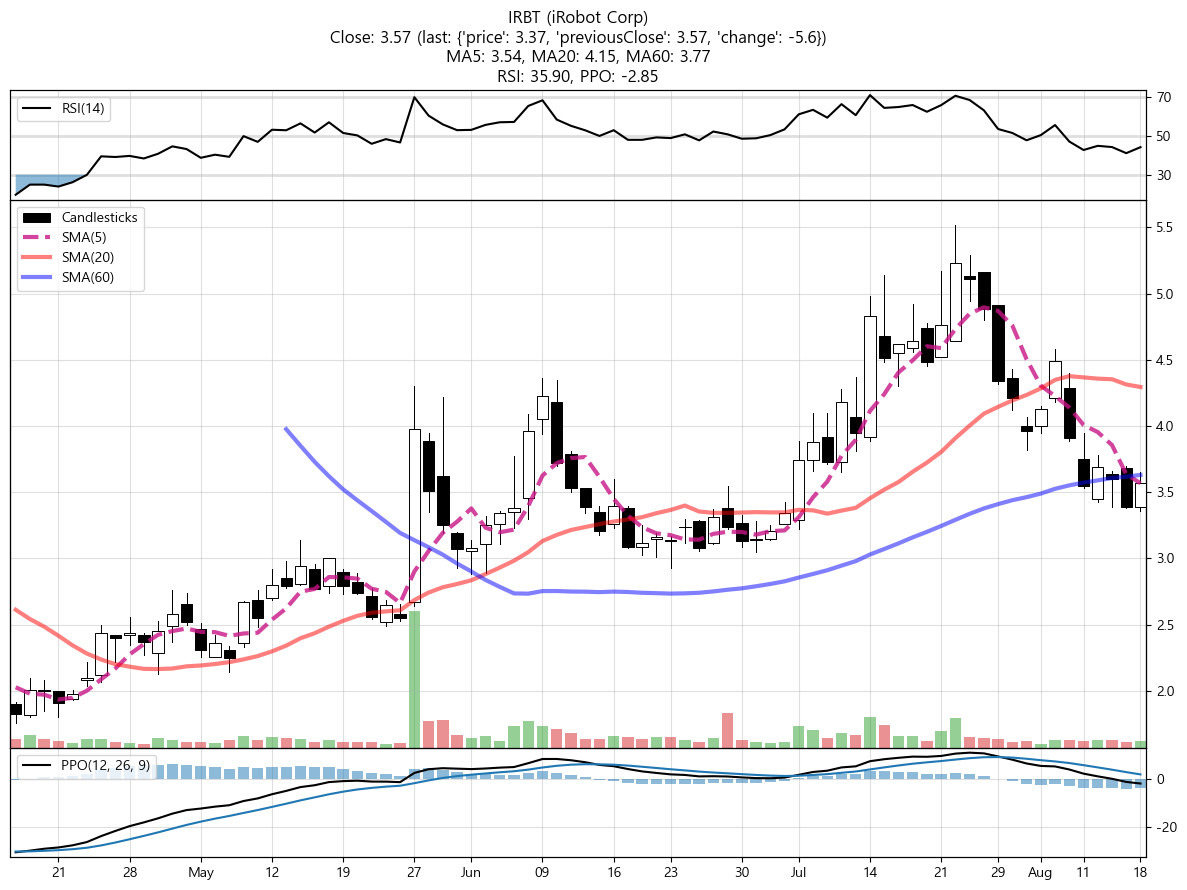 IRBT (iRobot Corp)
Close: 3.57 (last: {'price': 3.37, 'previousClose': 3.57, 'change': -5.6})
MA5: 3.54, MA20: 4.15, MA60: 3.77
RSI: 35.90, PPO: -2.85
RSI(14)
70
50
30
Candlesticks
SMA(5)
SMA(20)
SMA(60)
5.5
5.0
4.5
4.0
3.5
3.0
2.5
2.0
PPO(12, 26, 9)
0
-20
21 28 May 12 19 27 Jun 09 16 23 30 Jul 14 21 29 Aug 11 18